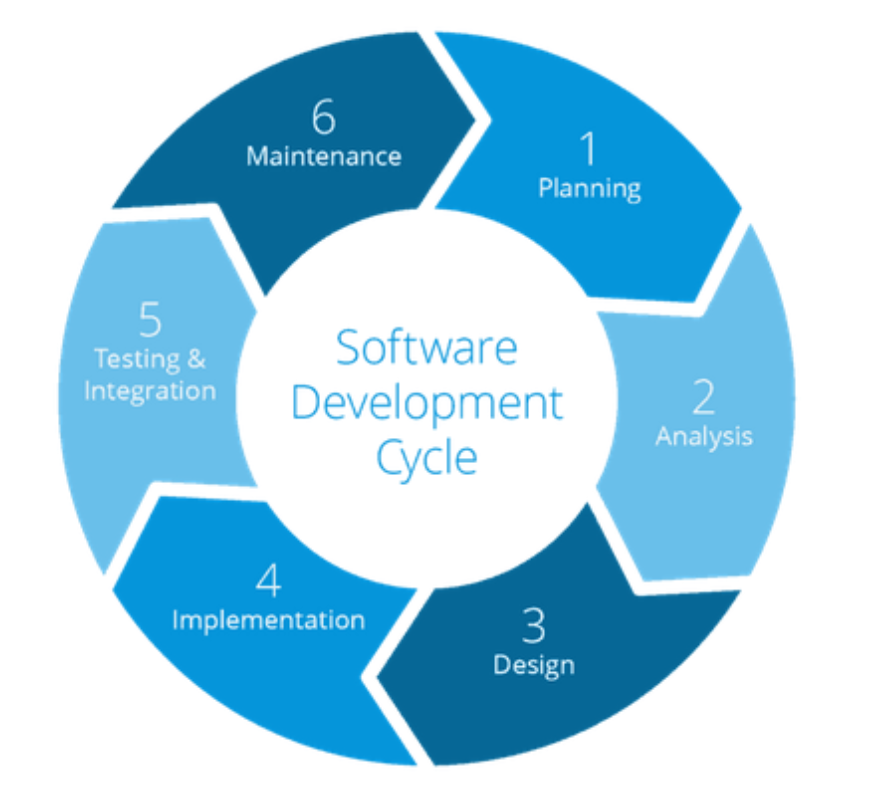 6
Maintenance
1
Planning
5
Testing &
Integration
Software
Development
Cycle
2
Analysis
4
Implementation
3
Design